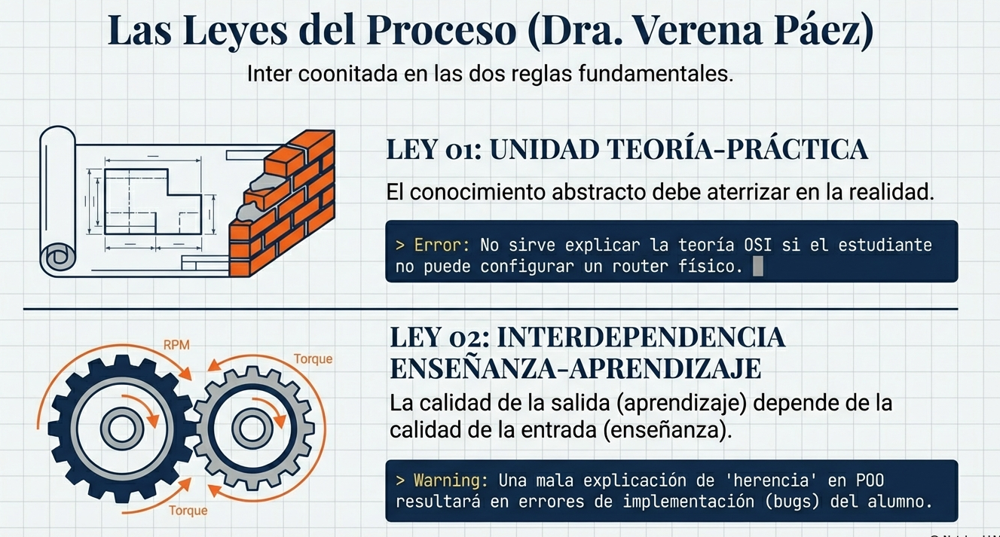 Las Leyes del Proceso (Dra. Verena Páez)
Inter coonitada en las dos reglas fundamentales.
LEY 01: UNIDAD TEORÍA-PRÁCTICA
El conocimiento abstracto debe aterrizar en la realidad.
> Error: No sirve explicar la teoría OSI si el estudiante
no puede configurar un router físico.
RPM
Torque
Torque
LEY 02: INTERDEPENDENCIA
ENSEÑANZA-APRENDIZAJE
La calidad de la salida (aprendizaje) depende de la
calidad de la entrada (enseñanza).
> Warning: Una mala explicación de 'herencia' en POO
resultará en errores de implementación (bugs) del alumno.